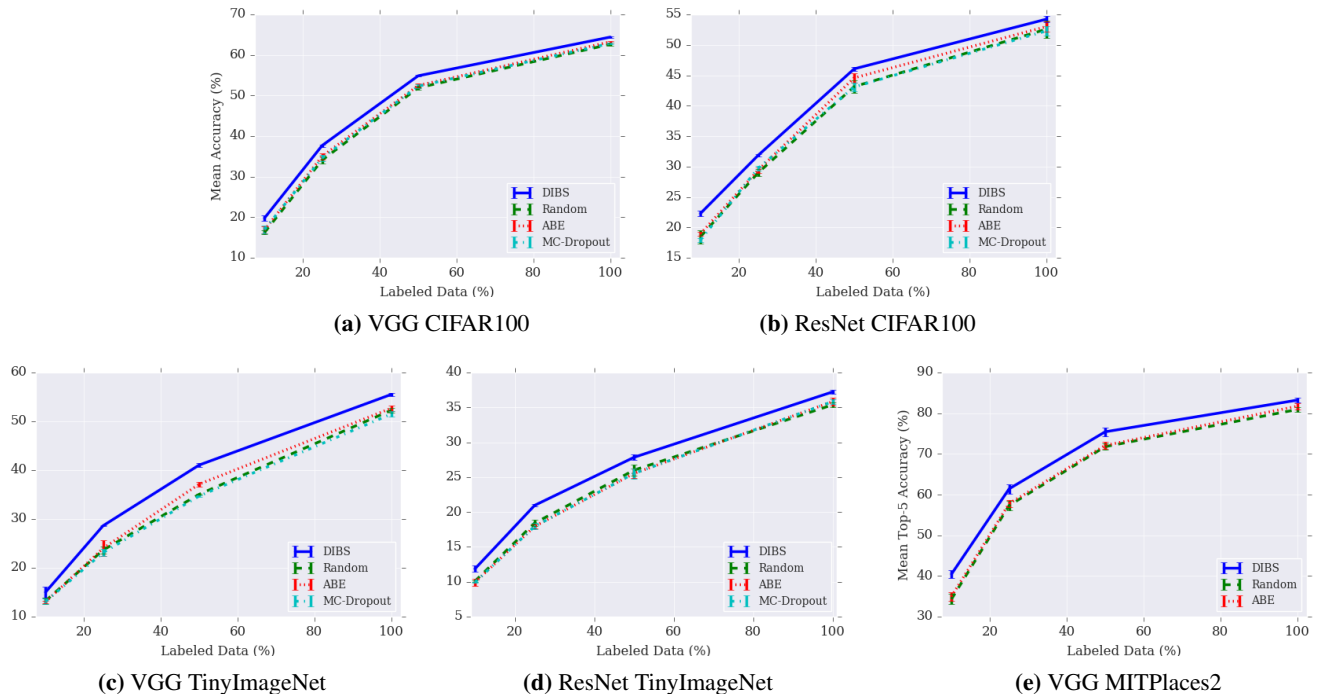 70
60
50
40
30
20
10
Mean Accuracy (%)
20 40 60 80 100
Labeled Data (%)
DIBS
Random
ABE
MC-Dropout
(a) VGG CIFAR100
55
50
45
40
35
30
25
20
15
20 40 60 80 100
Labeled Data (%)
DIBS
Random
ABE
MC-Dropout
(b) ResNet CIFAR100
60
50
40
30
20
10
20 40 60 80 100
Labeled Data (%)
DIBS
Random
ABE
MC-Dropout
(c) VGG TinyImageNet
40
35
30
25
20
15
10
5
20 40 60 80 100
Labeled Data (%)
DIBS
Random
ABE
MC-Dropout
(d) ResNet TinyImageNet
90
80
70
60
50
40
30
Mean Top-5 Accuracy (%)
20 40 60 80 100
Labeled Data (%)
DIBS
Random
ABE
(e) VGG MITPlaces2